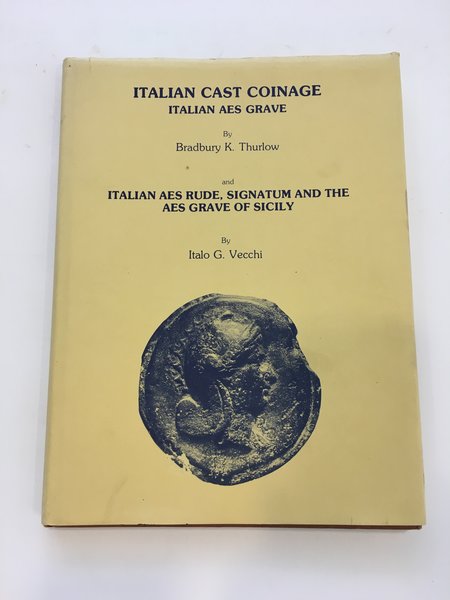 ITALIAN CAST COINAGE
ITALIAN AES GRAVE
By
Bradbury K. Thurlow
and
ITALIAN AES RUDE, SIGNATUM AND THE
AES GRAVE OF SICILY
By
Italo G. Vecchi